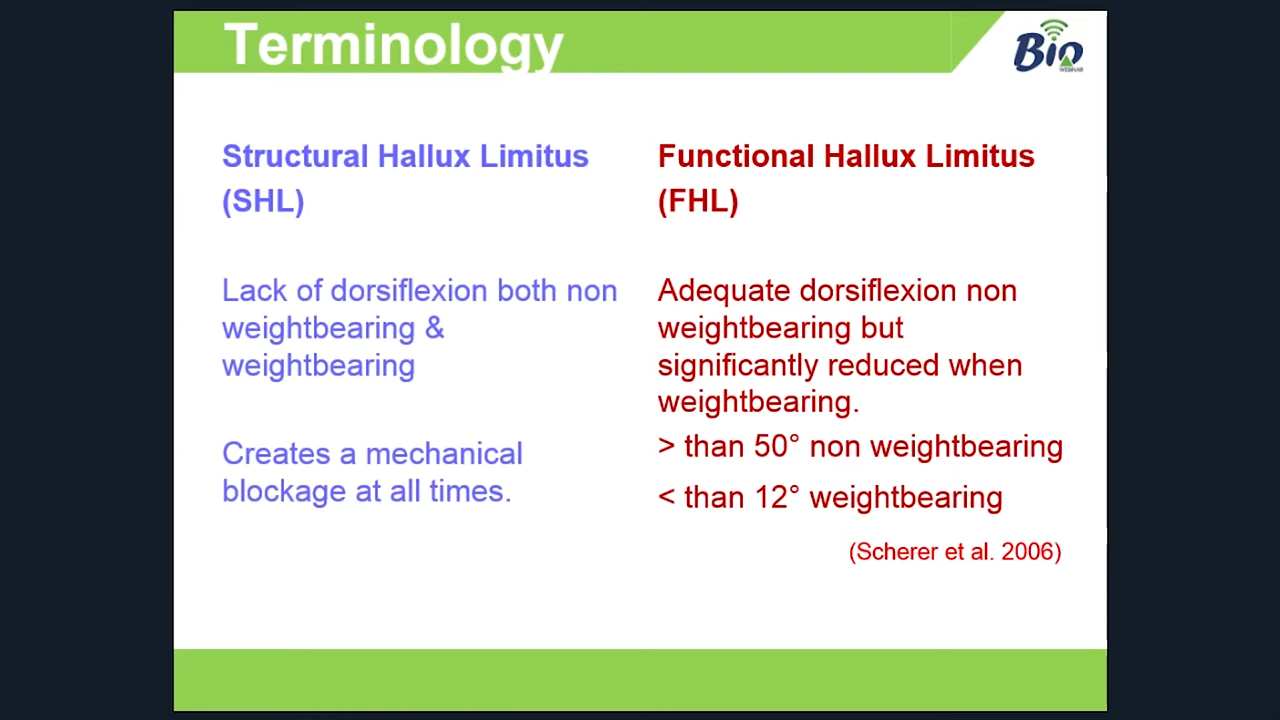 Terminology
Bio
WEBINAR
Structural Hallux Limitus
(SHL)
Lack of dorsiflexion both non
weightbearing &
weightbearing
Creates a mechanical
blockage at all times.
Functional Hallux Limitus
(FHL)
Adequate dorsiflexion non
weightbearing but
significantly reduced when
weightbearing.
> than 50° non weightbearing
< than 12° weightbearing
(Scherer et al. 2006)